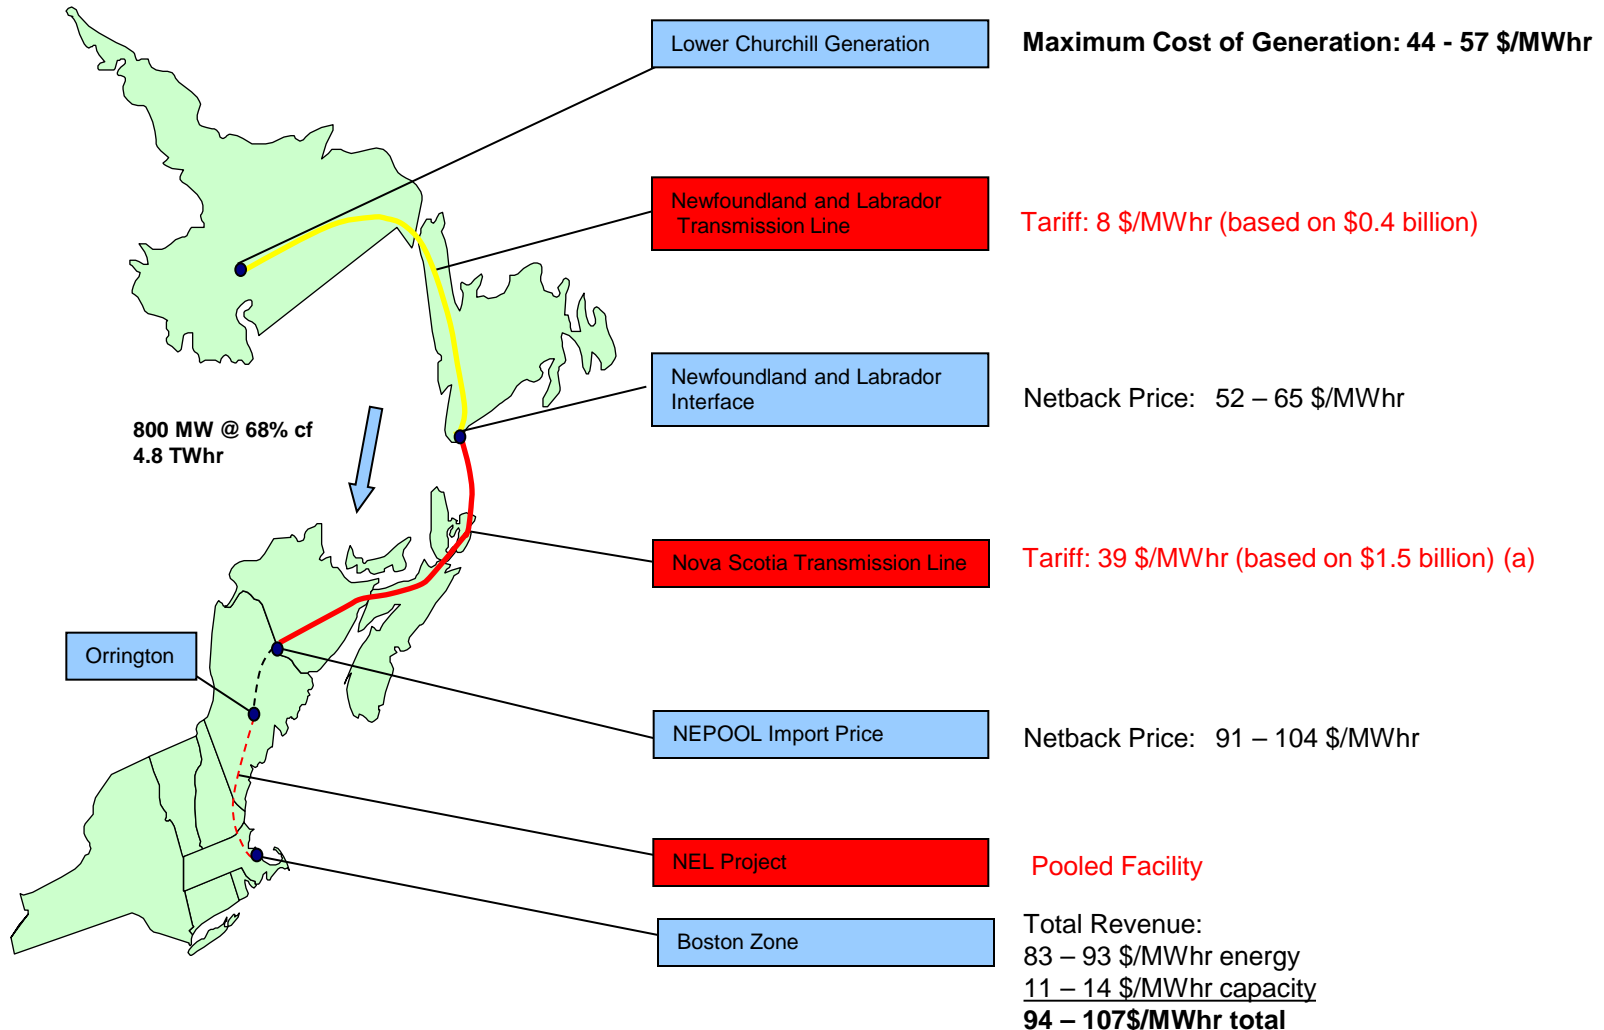 Lower Churchill Generation
Maximum Cost of Generation: 44 - 57 $/MWhr
Newfoundland and Labrador
Transmission Line
Tariff: 8 $/MWhr (based on $0.4 billion)
Newfoundland and Labrador
Interface
Netback Price: 52 – 65 $/MWhr
800 MW @ 68% cf
4.8 TWhr
Nova Scotia Transmission Line
Tariff: 39 $/MWhr (based on $1.5 billion) (a)
Orrington
NEPOOL Import Price
Netback Price: 91 – 104 $/MWhr
NEL Project
Pooled Facility
Boston Zone
Total Revenue:
83 – 93 $/MWhr energy
11 – 14 $/MWhr capacity
94 – 107$/MWhr total